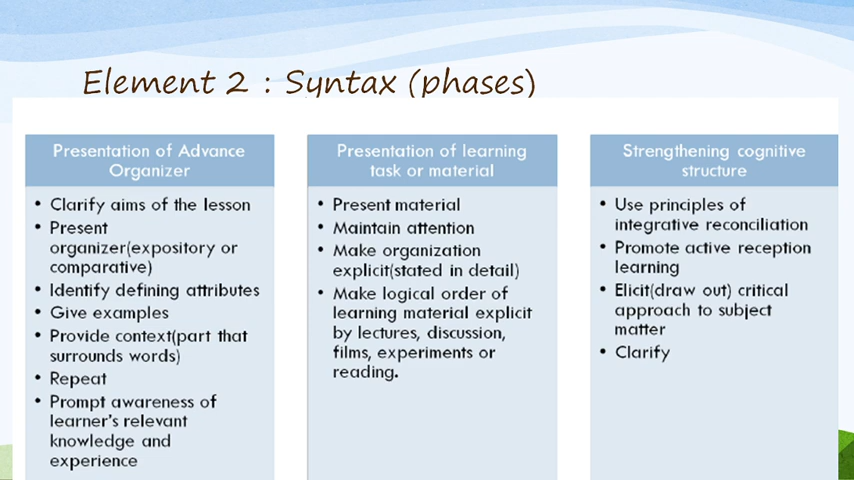 Element 2 : Syntax (phases)
Presentation of Advance
Organizer
• Clarify aims of the lesson
• Present
organizer(expository or
comparative)
• Identify defining attributes
• Give examples
• Provide context(part that
surrounds words)
• Repeat
• Prompt awareness of
learner's relevant
knowledge and
experience
Presentation of learning
task or material
• Present material
• Maintain attention
• Make organization
explicit(stated in detail)
• Make logical order of
learning material explicit
by lectures, discussion,
films, experiments or
reading.
Strengthening cognitive
structure
• Use principles of
integrative reconciliation
• Promote active reception
learning
• Elicit(draw out) critical
approach to subject
matter
• Clarify